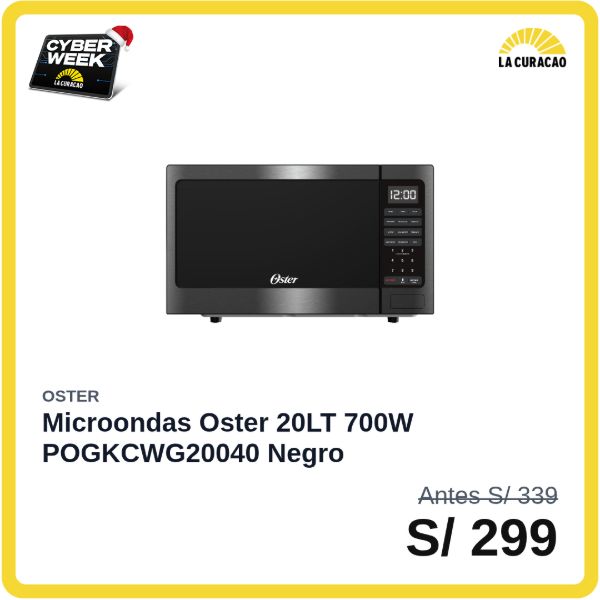 CYBER
WEEK
LA CURACAO
LA CURACAO
12:00
Oster
OSTER
Microondas Oster 20LT 700W
POGKCWG20040 Negro
Antes S/ 339
S/ 299